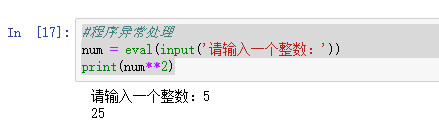 In [17]: #程序异常处理
num = eval(input('请输入一个整数：'))
print(num**2)
请输入一个整数：5
25